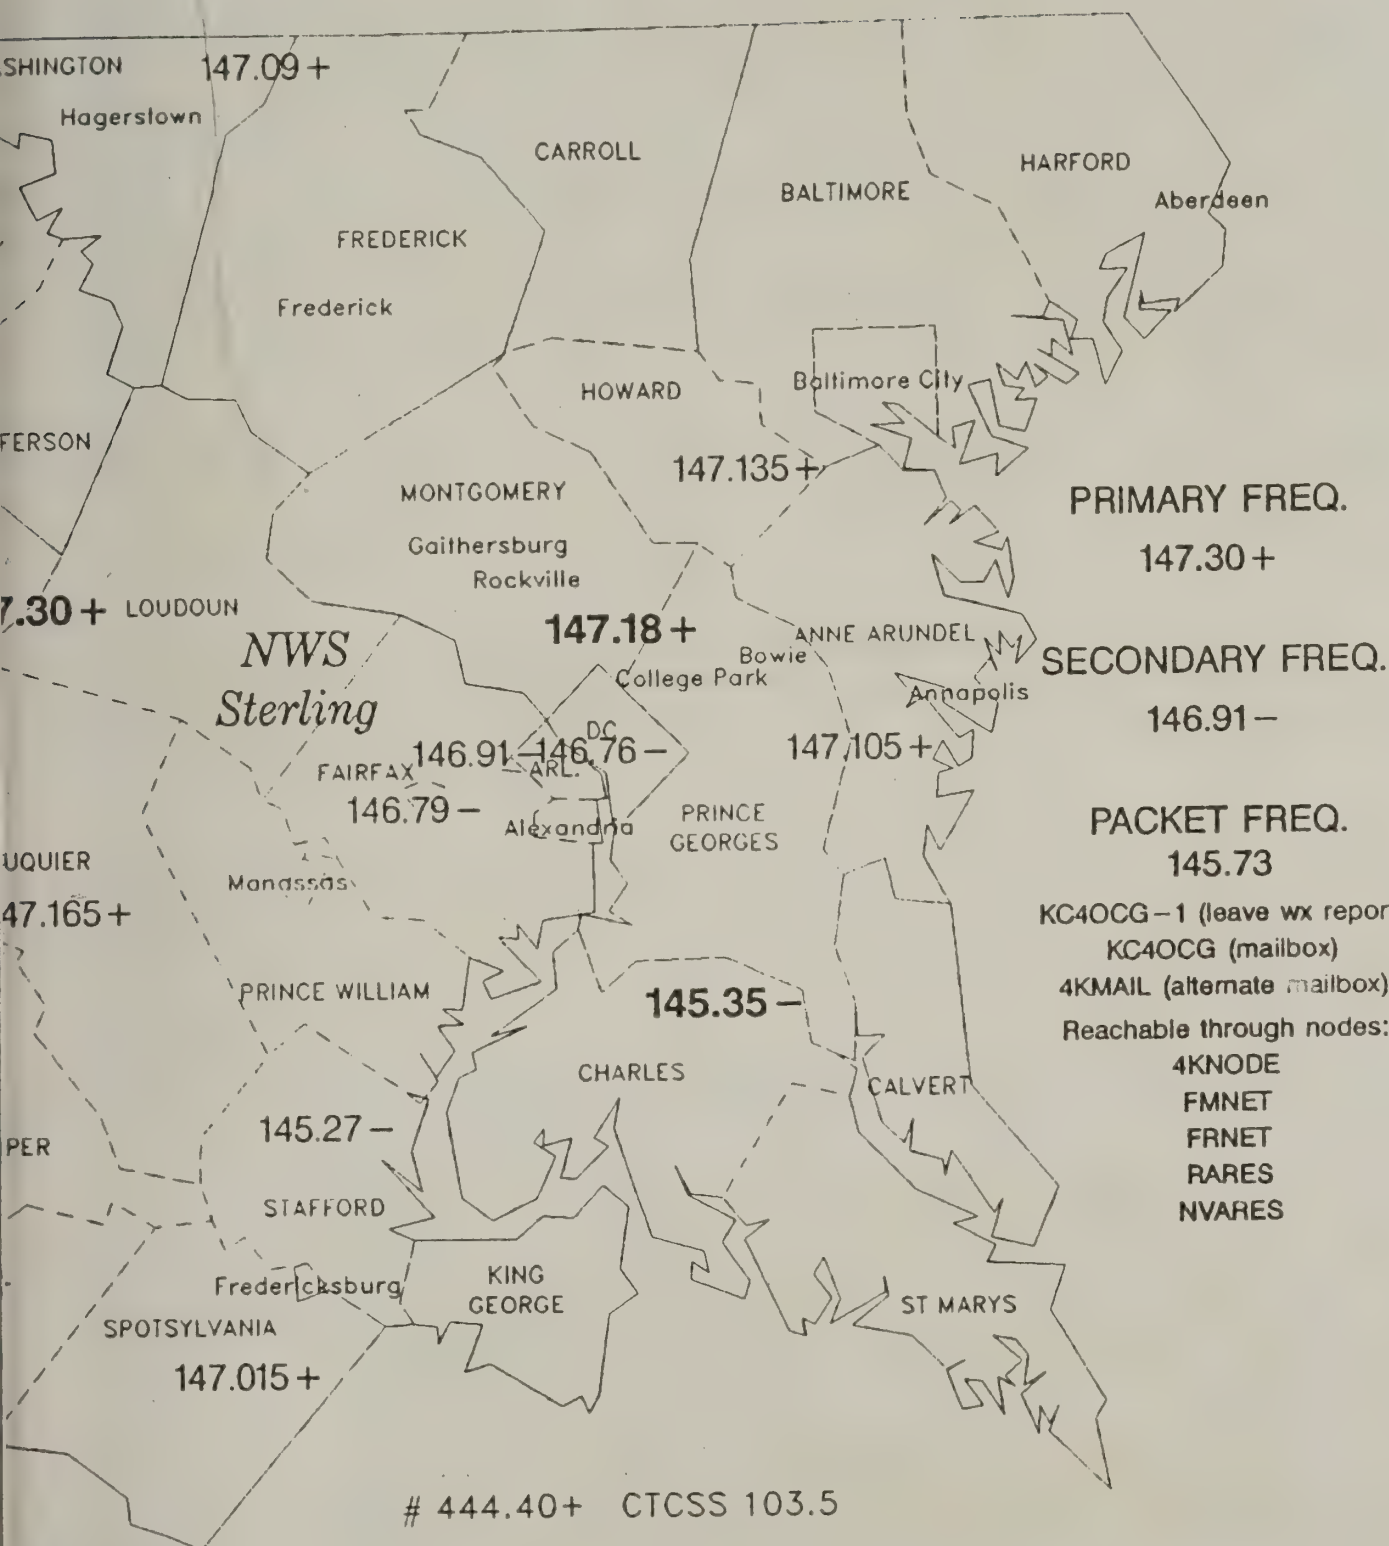 SHINGTON
147.09+
Hagerstown
CARROLL
HARFORD
BALTIMORE
Aberdeen
FREDERICK
Frederick
Baltimore City
HOWARD
FERSON
147.135+
MONTGOMERY
Gaithersburg
Rockville
7.30+ LOUDOUN
147.18+
NWS
Sterling
ANNE ARUNDEL
Bowie
College Park
Annapolis
DC
146.91-
146.76-
147.105+
FAIRFAX
ARL.
146.79-
Alexandria
PRINCE
GEORGES
UQUIER
Manassas
47.165+
PRINCE WILLIAM
145.35-
CHARLES
CALVERT
145.27-
PER
STAFFORD
Fredericksburg
KING
GEORGE
ST MARYS
SPOTSYLVANIA
147.015+
PRIMARY FREQ.
147.30+
SECONDARY FREQ.
146.91-
PACKET FREQ.
145.73
KC4OCG-1 (leave wx repor
KC4OCG (mailbox)
4KMAIL (alternate mailbox)
Reachable through nodes:
4KNODE
FMNET
FRNET
RARES
NVARES
# 444.40+ CTCSS 103.5